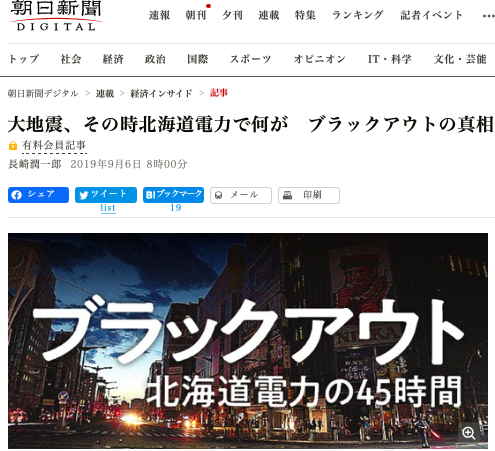 朝日新聞
DIGITAL
速報 朝刊 夕刊 連載 特集 ランキング 記者イベント
トップ 社会 経済 政治 国際 スポーツ オピニオン IT・科学 文化・芸能
朝日新聞デジタル > 連載 > 経済インサイド > 記事
大地震、その時北海道電力で何が　ブラックアウトの真相
有料会員記事
長崎潤一郎 2019年9月6日 8時00分
シェア ツイート ブックマーク メール 印刷
list 19
ブラックアウト
北海道電力の45時間